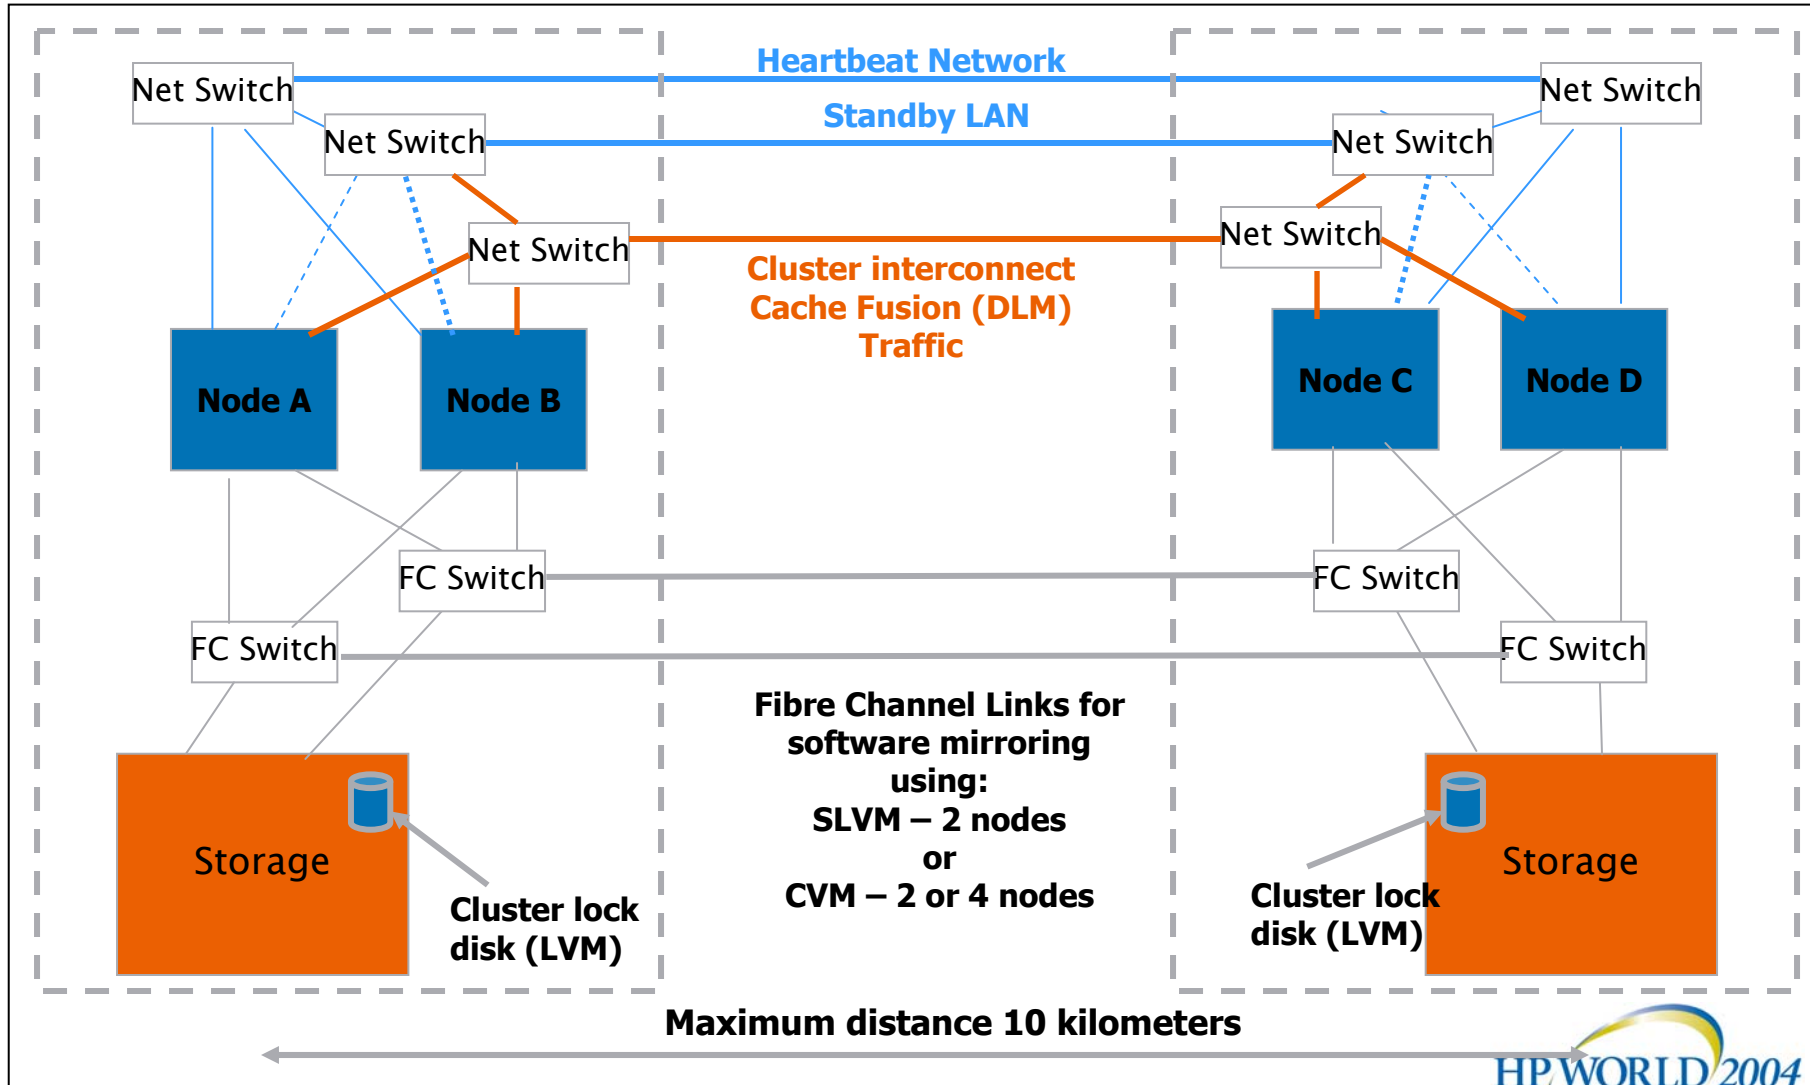 Heartbeat Network
Net Switch
Net Switch
Standby LAN
Net Switch
Net Switch
Net Switch
Net Switch
Cluster interconnect
Cache Fusion (DLM)
Traffic
Node A
Node B
Node C
Node D
FC Switch
FC Switch
FC Switch
FC Switch
Fibre Channel Links for
software mirroring
using:
SLVM – 2 nodes
or
CVM – 2 or 4 nodes
Storage
Storage
Cluster lock
disk (LVM)
Cluster lock
disk (LVM)
Maximum distance 10 kilometers
HP WORLD 2004